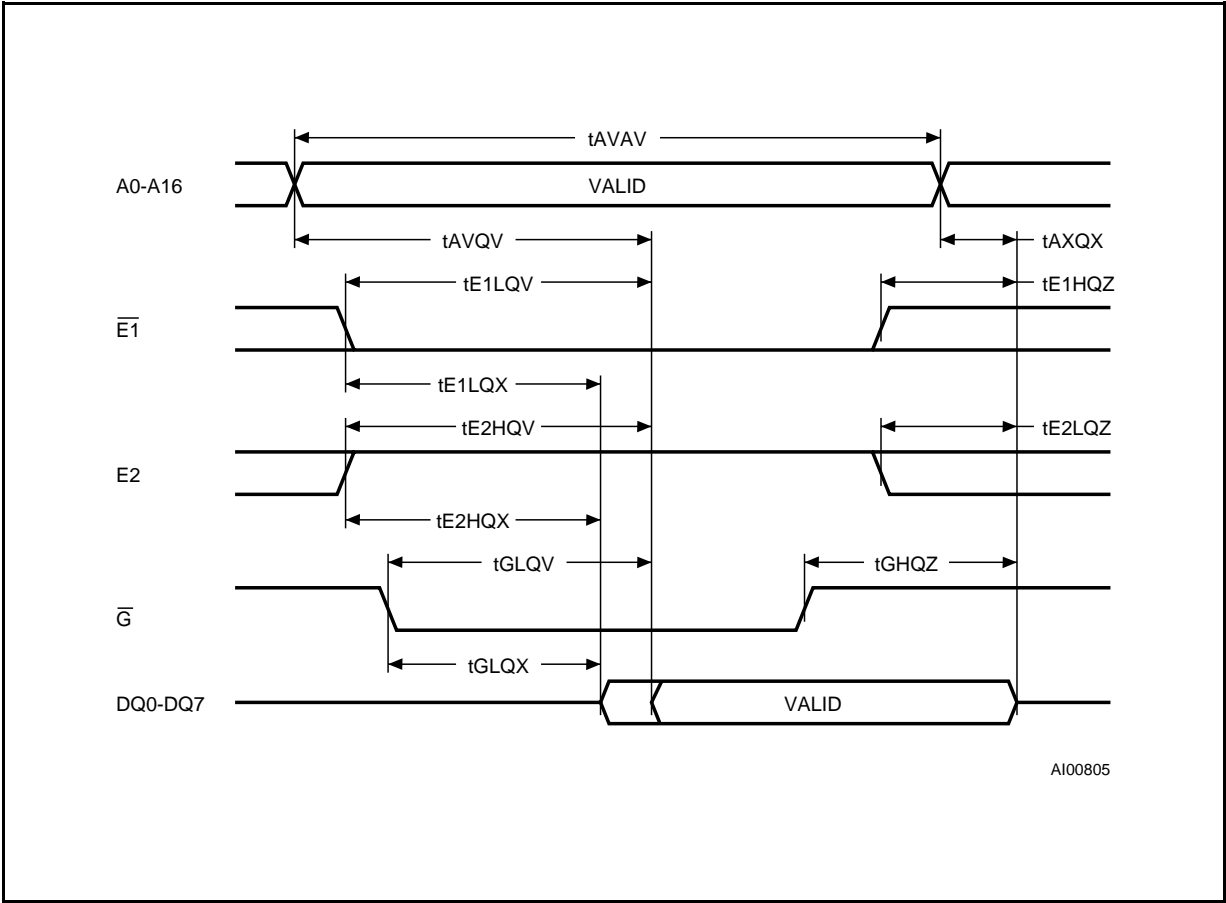 tAVAV
A0-A16
VALID
tAVQV
tAXQX
tE1LQV
tE1HQZ
E1
tE1LQX
tE2HQV
tE2LQZ
E2
tE2HQX
tGLQV
tGHQZ
G
tGLQX
DQ0-DQ7
VALID
AI00805